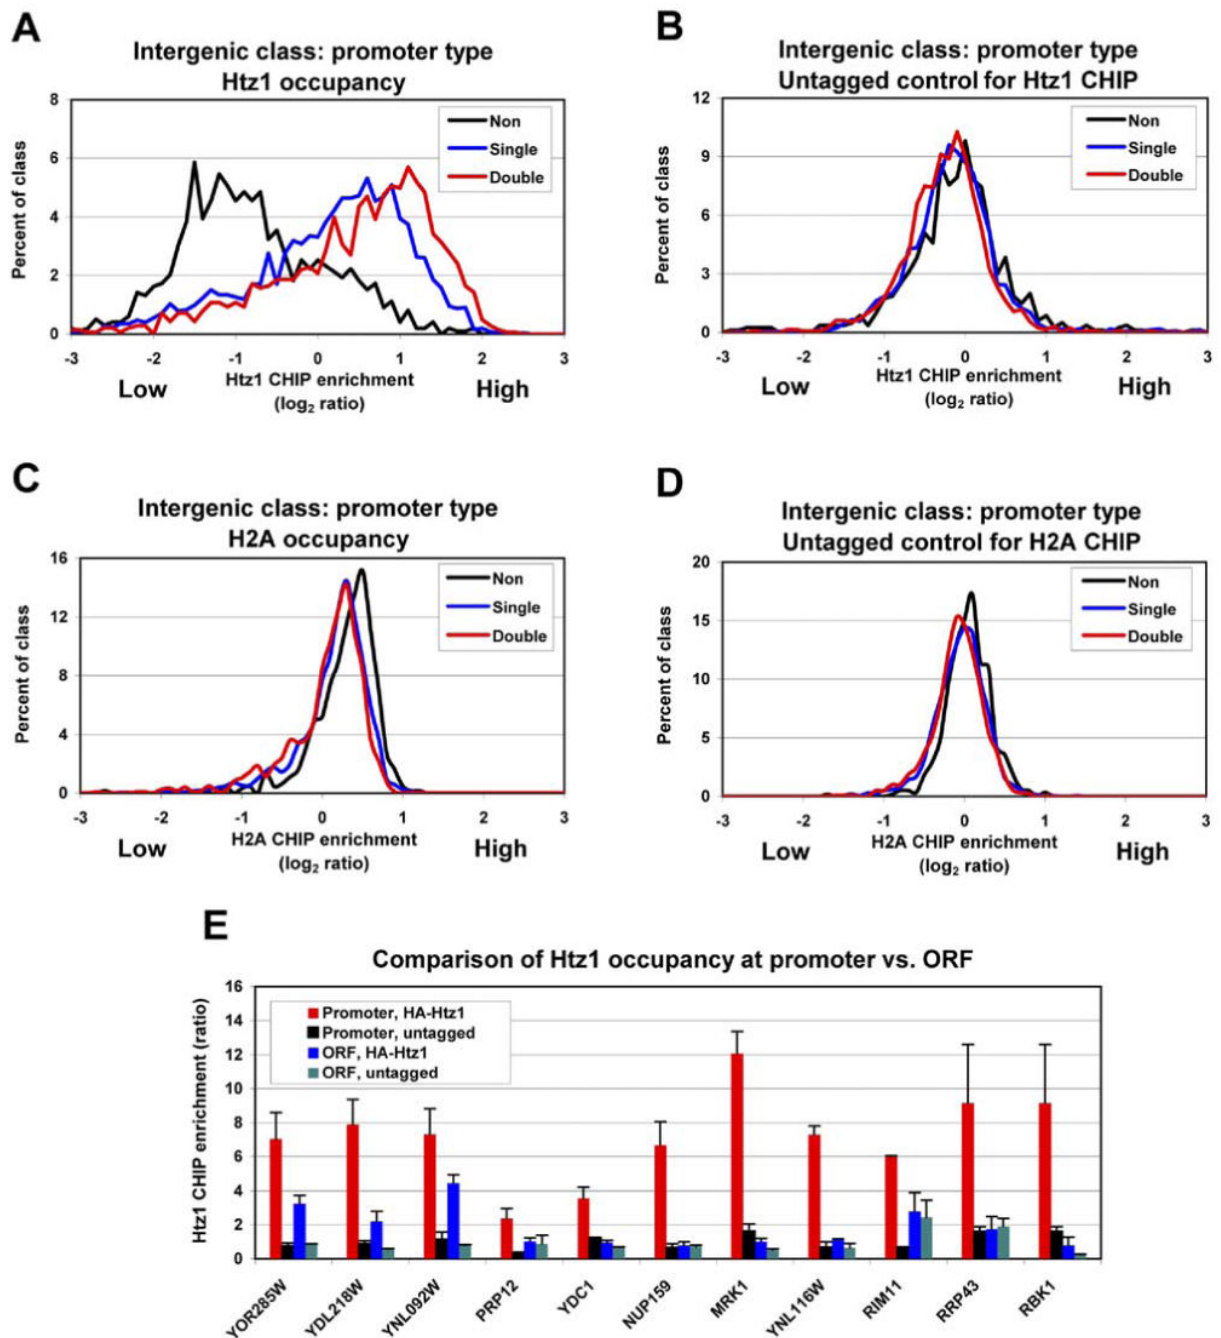 A
Intergenic class: promoter type
Htz1 occupancy
8
6
4
2
0
Percent of class
Non
Single
Double
-3 -2 -1 0 1 2 3
Low Htz1 CHIP enrichment High
(log2 ratio)
B
Intergenic class: promoter type
Untagged control for Htz1 CHIP
12
9
6
3
0
Percent of class
Non
Single
Double
-3 -2 -1 0 1 2 3
Low Htz1 CHIP enrichment High
(log2 ratio)
C
Intergenic class: promoter type
H2A occupancy
16
12
8
4
0
Percent of class
Non
Single
Double
-3 -2 -1 0 1 2 3
Low H2A CHIP enrichment High
(log2 ratio)
D
Intergenic class: promoter type
Untagged control for H2A CHIP
20
15
10
5
0
Percent of class
Non
Single
Double
-3 -2 -1 0 1 2 3
Low H2A CHIP enrichment High
(log2 ratio)
E
Comparison of Htz1 occupancy at promoter vs. ORF
16
14
12
10
8
6
4
2
0
Htz1 CHIP enrichment (ratio)
Promoter, HA-Htz1
Promoter, untagged
ORF, HA-Htz1
ORF, untagged
YOR285W YDL218W YNL092W PRP12 YDC1 NUP159 MRK1 YNL116W RIM11 RRP43 RBK1